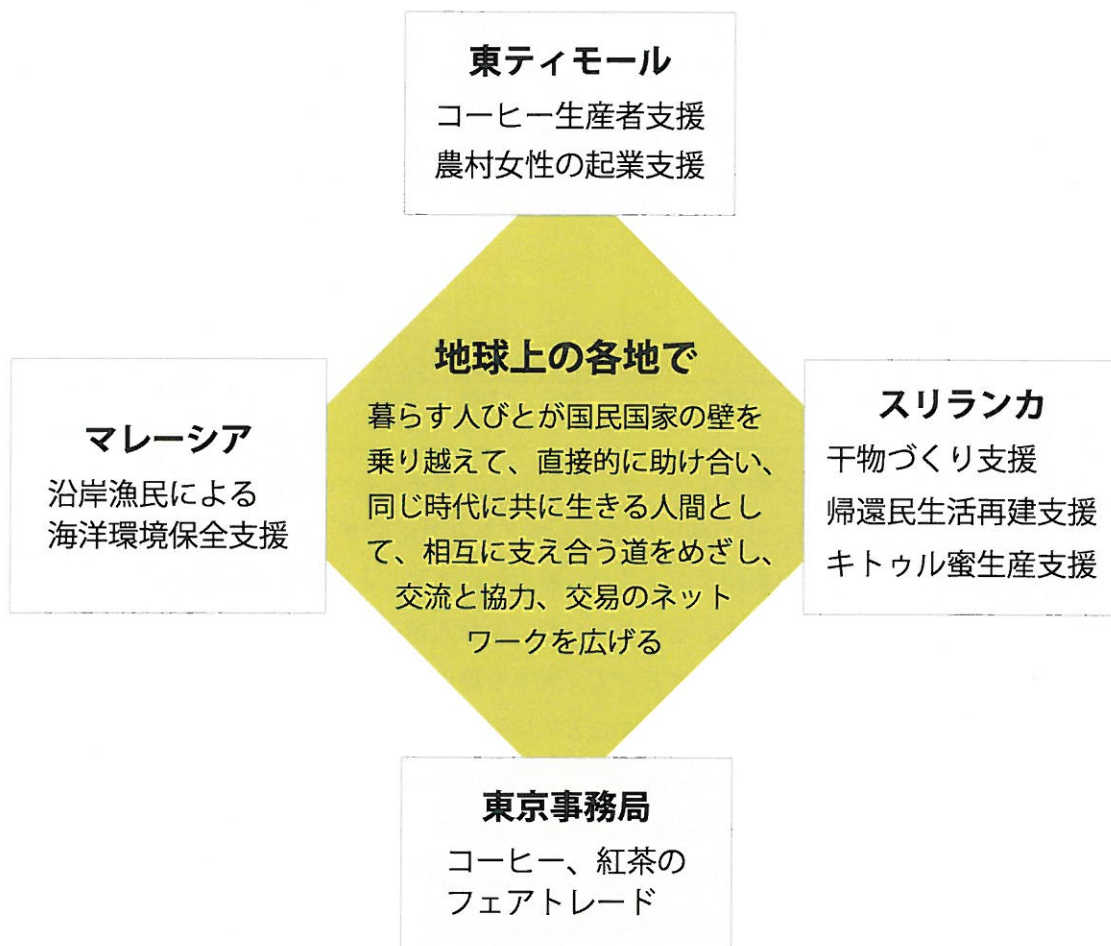 東ティモール
コーヒー生産者支援
農村女性の起業支援
地球上の各地で
暮らす人びとが国民国家の壁を
乗り越えて、直接的に助け合い、
同じ時代に共に生きる人間とし
て、相互に支え合う道をめざし、
交流と協力、交易のネット
ワークを広げる
マレーシア
沿岸漁民による
海洋環境保全支援
スリランカ
干物づくり支援
帰還民生活再建支援
キトゥル蜜生産支援
東京事務局
コーヒー、紅茶の
フェアトレード